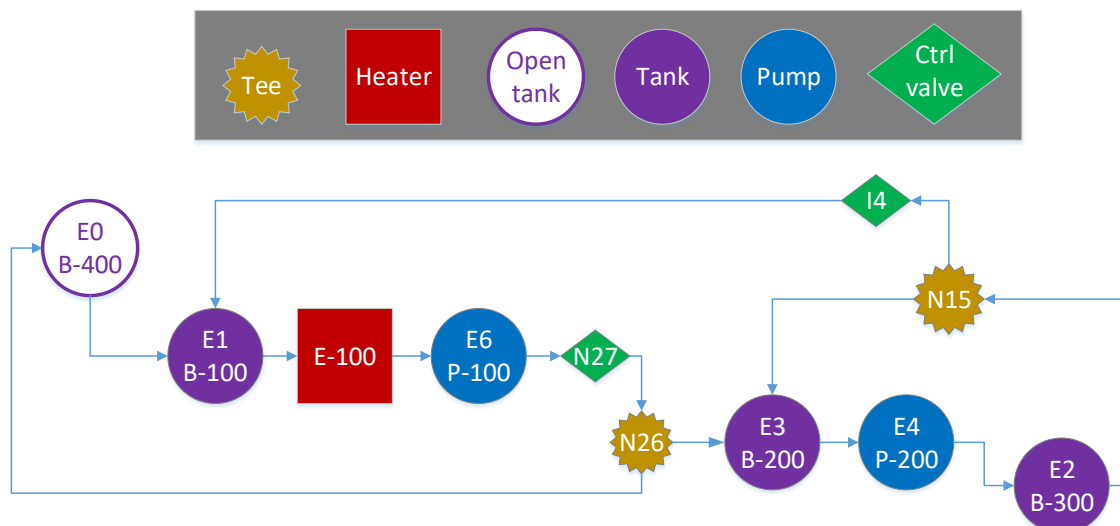 Tee
Heater
Open
tank
Tank
Pump
Ctrl
valve
E0
B-400
I4
N15
E1
B-100
E-100
E6
P-100
N27
N26
E3
B-200
E4
P-200
E2
B-300